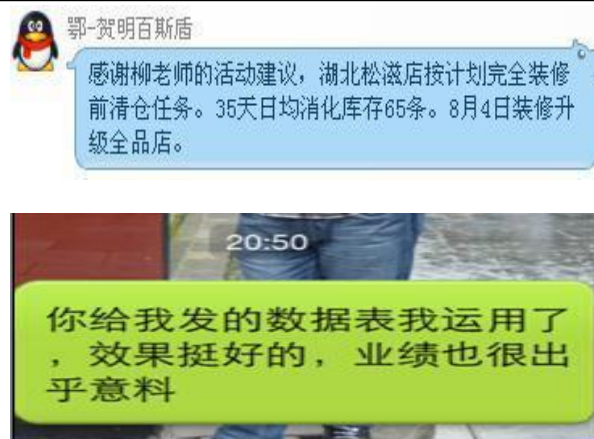 鄂-贺明百斯盾
感谢柳老师的活动建议，湖北松滋店按计划完全装修
前清仓任务。35天日均消化库存65条。8月4日装修升
级全品店。
20:50
你给我发的数据表我运用了
，效果挺好的，业绩也很出
乎意料